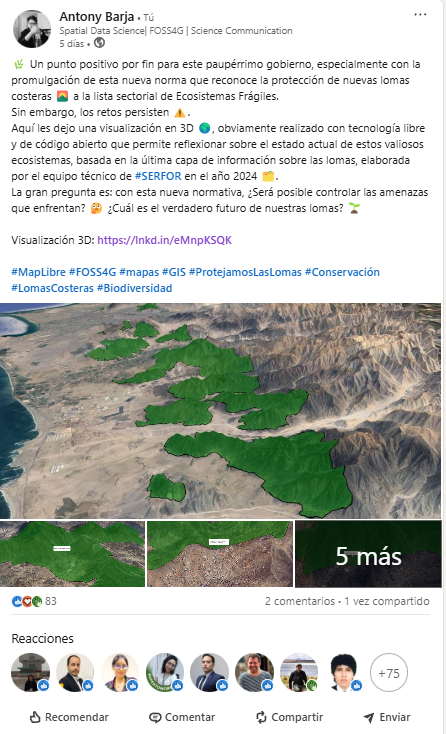 Antony Barja • Tú
Spatial Data Science| FOSS4G | Science Communication
5 días •
🌿 Un punto positivo por fin para este paupérrimo gobierno, especialmente con la
promulgación de esta nueva norma que reconoce la protección de nuevas lomas
costeras 🌄 a la lista sectorial de Ecosistemas Frágiles.
Sin embargo, los retos persisten ⚠️.
Aquí les dejo una visualización en 3D 🌏, obviamente realizado con tecnología libre
y de código abierto que permite reflexionar sobre el estado actual de estos valiosos
ecosistemas, basada en la última capa de información sobre las lomas, elaborada
por el equipo técnico de #SERFOR en el año 2024 🗂️.
La gran pregunta es: con esta nueva normativa, ¿Será posible controlar las amenazas
que enfrentan? 🤔 ¿Cuál es el verdadero futuro de nuestras lomas? 🌱
Visualización 3D: https://lnkd.in/eMnpKSQK
#MapLibre #FOSS4G #mapas #GIS #ProtejamosLasLomas #Conservación
#LomasCosteras #Biodiversidad
5 más
83
2 comentarios • 1 vez compartido
Reacciones
+75
Recomendar
Comentar
Compartir
Enviar